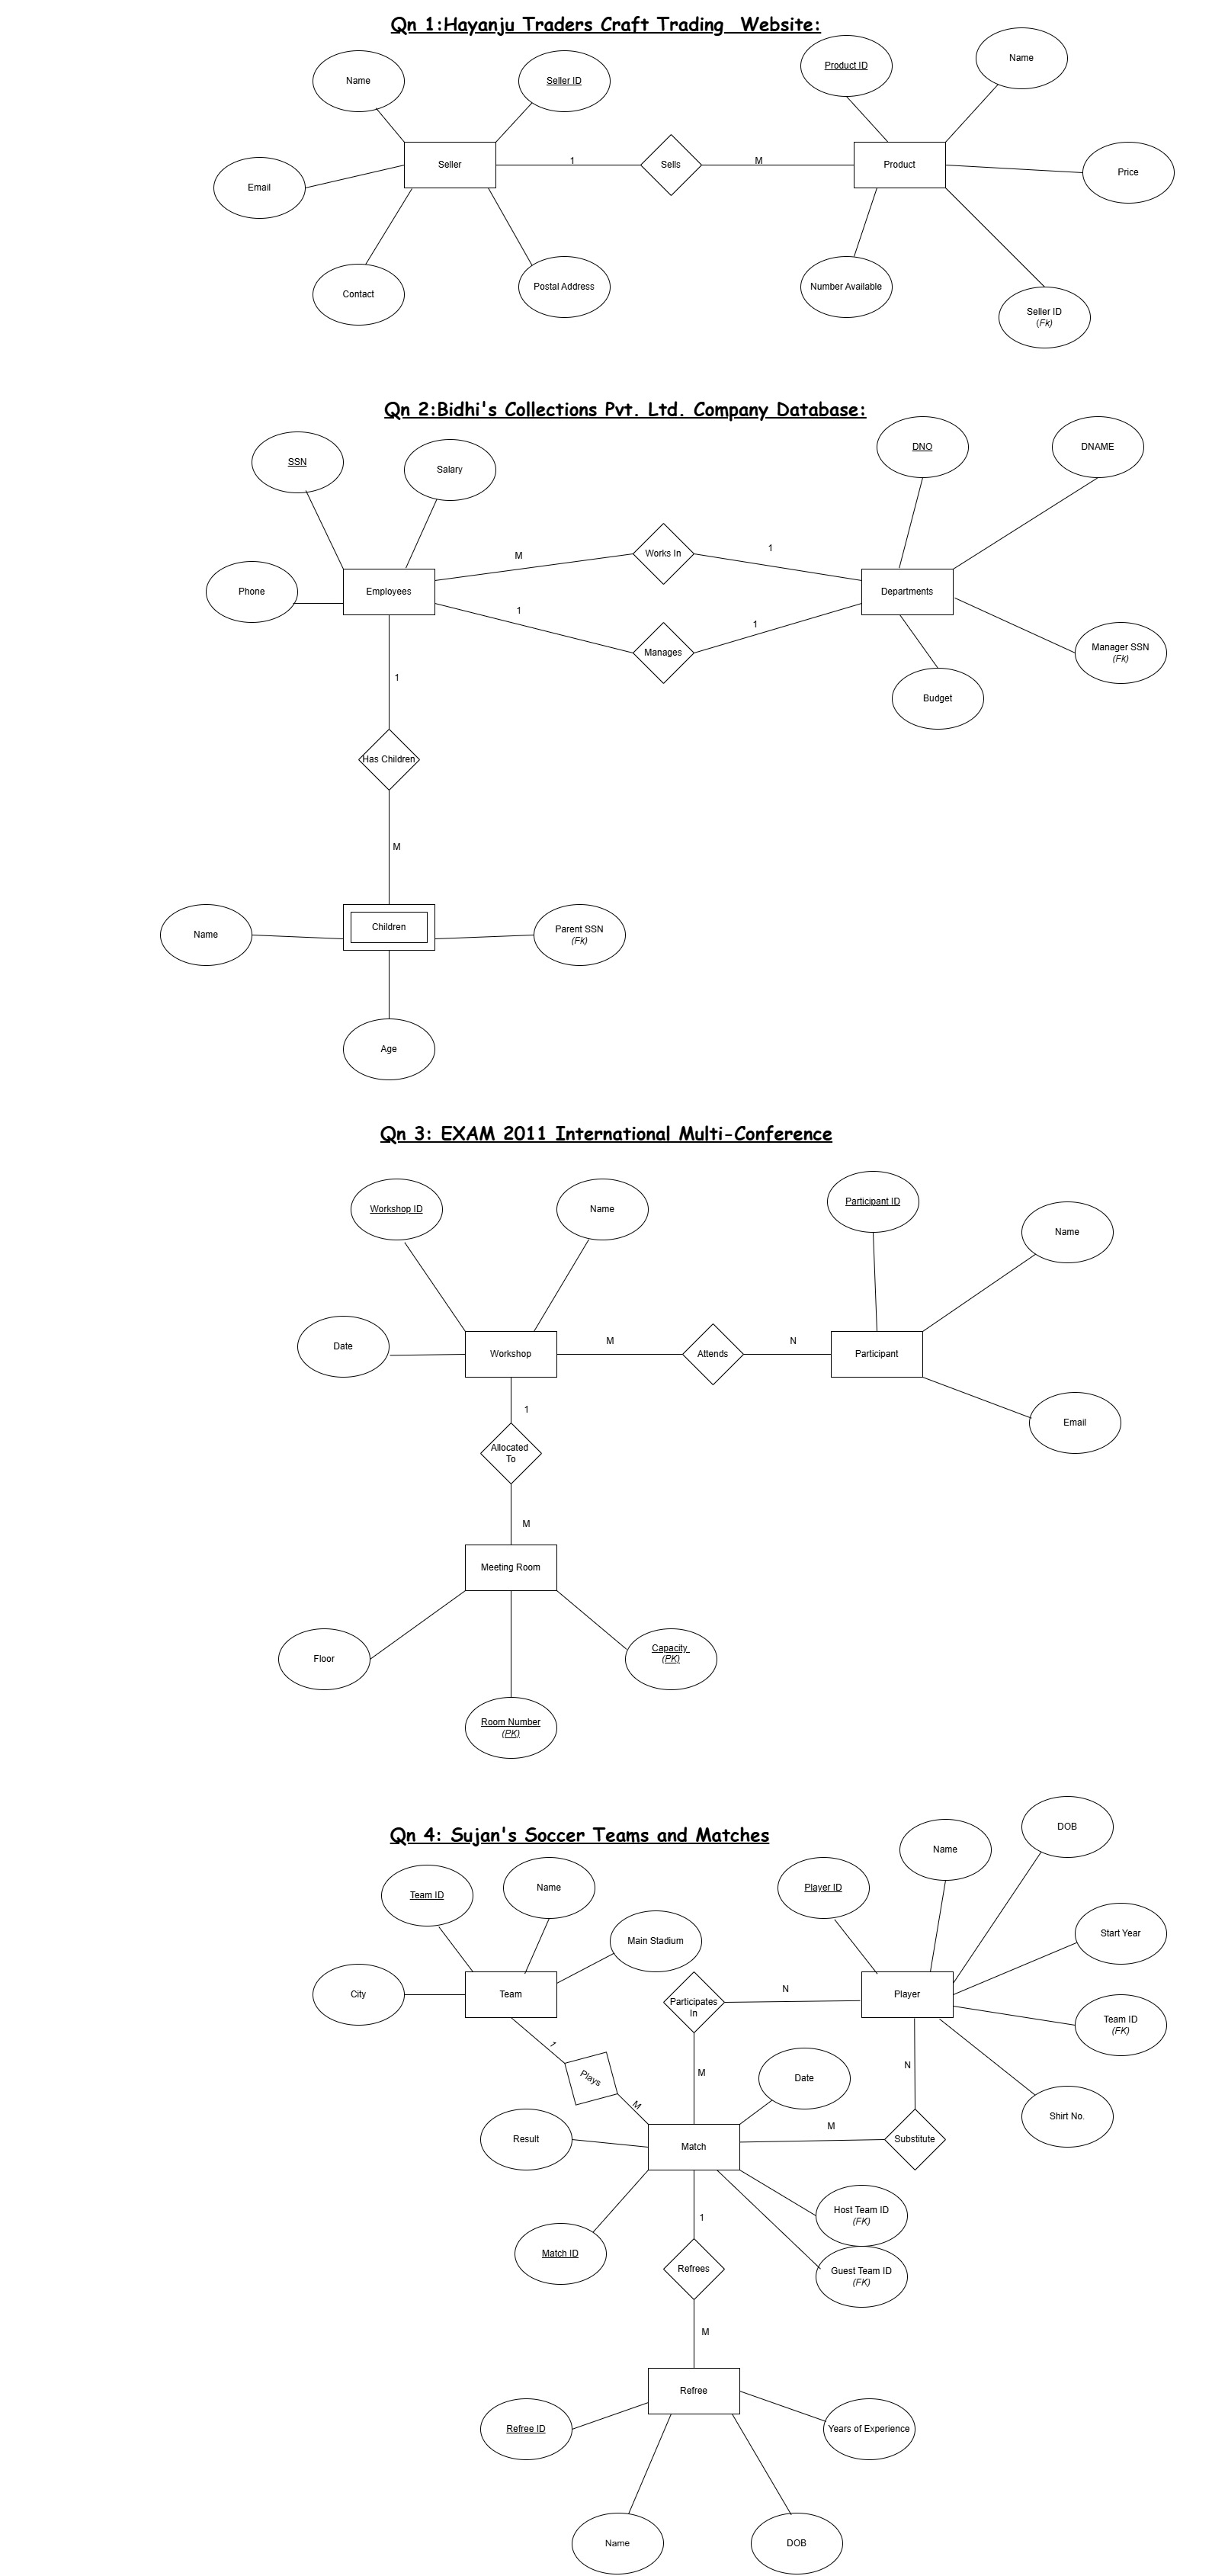 Qn 1:Hayanju Traders Craft Trading  Website:
Name
Seller ID
Product ID
Name
Seller
1
Sells
M
Product
Price
Email
Contact
Postal Address
Number Available
Seller ID
(Fk)
Qn 2:Bidhi's Collections Pvt. Ltd. Company Database:
SSN
Salary
DNO
DNAME
M
Works In
1
Phone
Employees
Departments
1
Manages
1
Manager SSN
(Fk)
Budget
1
Has Children
M
Name
Children
Parent SSN
(Fk)
Age
Qn 3: EXAM 2011 International Multi-Conference
Workshop ID
Name
Participant ID
Name
Date
Workshop
M
Attends
N
Participant
Email
1
Allocated
To
M
Meeting Room
Floor
Capacity
(PK)
Room Number
(PK)
Qn 4: Sujan's Soccer Teams and Matches
DOB
Name
Team ID
Name
Player ID
Main Stadium
Start Year
City
Team
Participates
In
N
Player
Team ID
(FK)
1
Plays
M
M
Date
N
Shirt No.
Result
Match
M
Substitute
Host Team ID
(FK)
1
Match ID
Refrees
Guest Team ID
(FK)
M
Refree
Refree ID
Years of Experience
Name
DOB